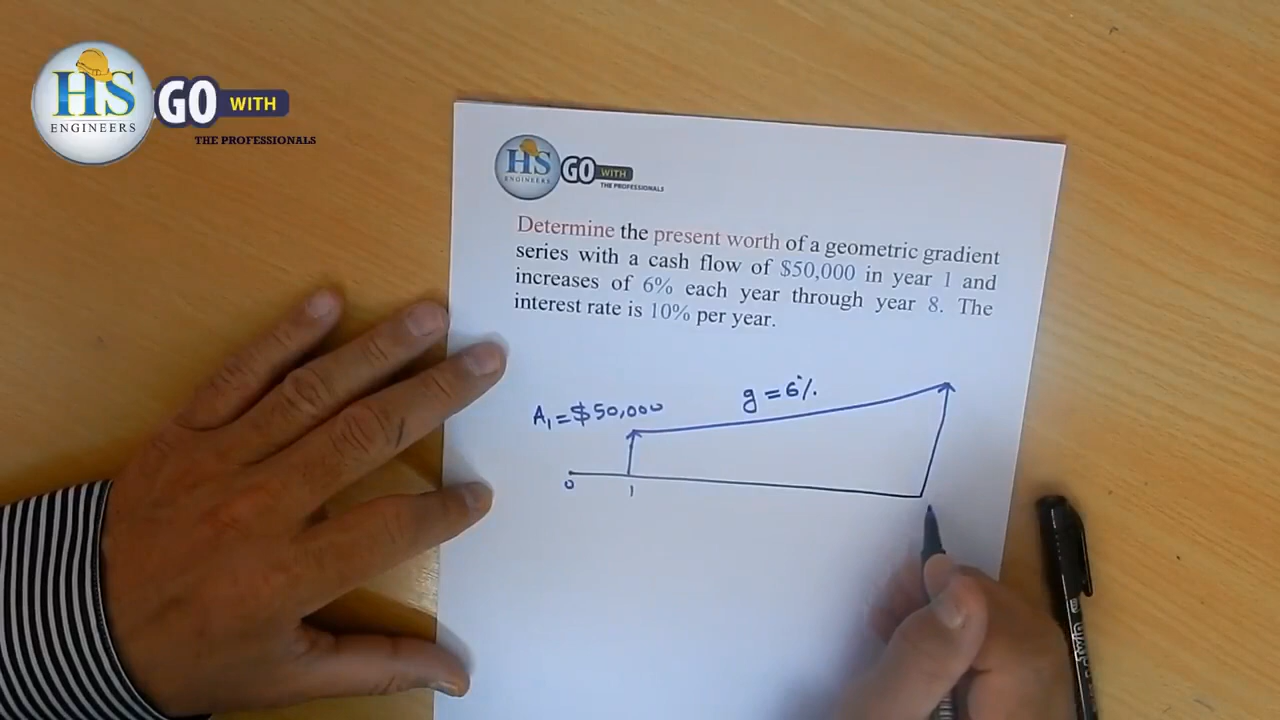 HS
ENGINEERS
GO WITH
THE PROFESSIONALS
HS
ENGINEERS
GO WITH
THE PROFESSIONALS
Determine the present worth of a geometric gradient
series with a cash flow of $50,000 in year 1 and
increases of 6% each year through year 8. The
interest rate is 10% per year.
g = 6%
A₁ = $50,000
0 1